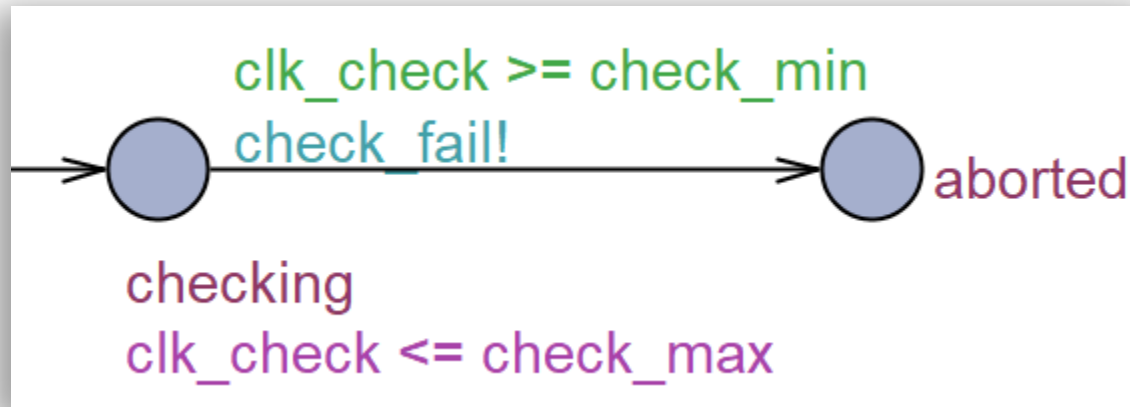 clk_check >= check_min
check_fail!
aborted
checking
clk_check <= check_max